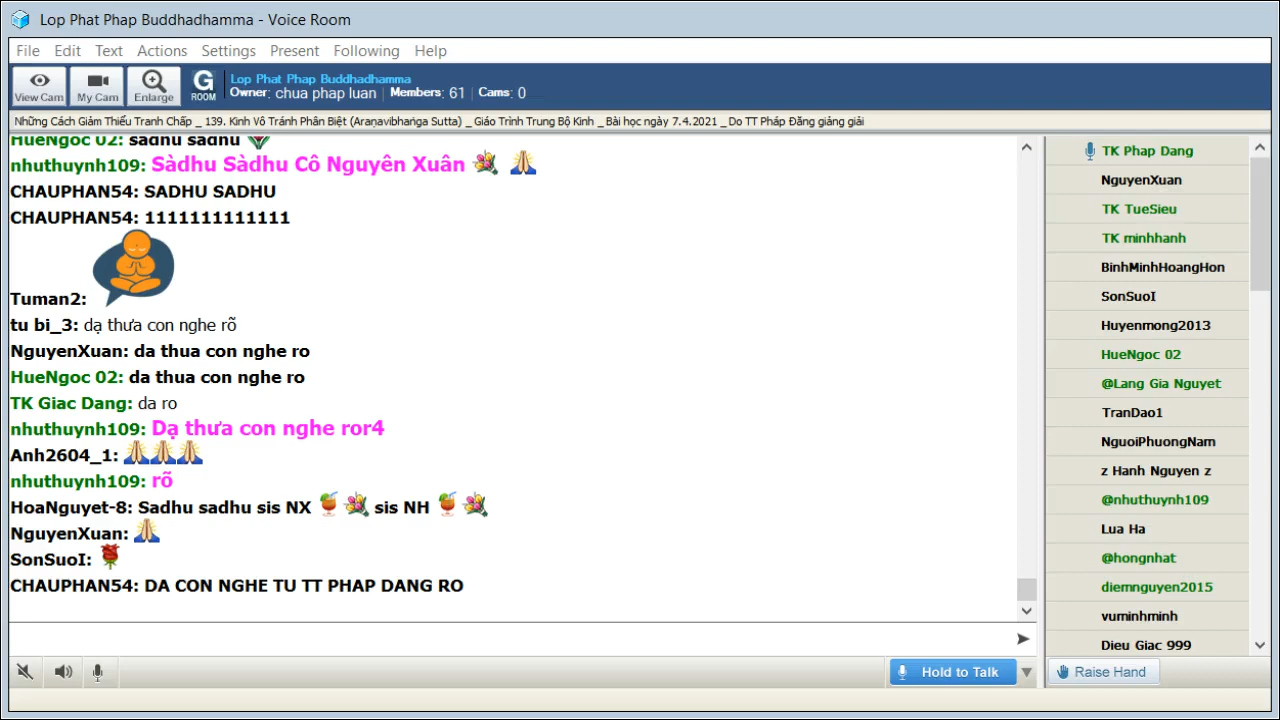 Lop Phat Phap Buddhadhamma - Voice Room
File Edit Text Actions Settings Present Following Help
View Cam My Cam Enlarge G ROOM
Lop Phat Phap Buddhadhamma
Owner: chua phap luan Members: 61 Cams: 0
Những Cách Giảm Thiểu Tranh Chấp _ 139. Kinh Vô Tránh Phân Biệt (Araṇavibhaṅga Sutta) _Giáo Trình Trung Bộ Kinh _Bài học ngày 7.4.2021 _Do TT Pháp Đăng giảng giải
HueNgoc 02: sadhu sadhu
nhuthuynh109: Sàdhu Sàdhu Cô Nguyên Xuân
CHAUPHAN54: SADHU SADHU
CHAUPHAN54: 1111111111111
Tuman2:
tu bi_3: dạ thưa con nghe rõ
NguyenXuan: da thua con nghe ro
HueNgoc 02: da thua con nghe ro
TK Giac Dang: da ro
nhuthuynh109: Dạ thưa con nghe ror4
Anh2604_1:
nhuthuynh109: rõ
HoaNguyet-8: Sadhu sadhu sis NX sis NH
NguyenXuan:
SonSuoI:
CHAUPHAN54: DA CON NGHE TU TT PHAP DANG RO
TK Phap Dang
NguyenXuan
TK TueSieu
TK minhhanh
BinhMinhHoangHon
SonSuoI
Huyenmong2013
HueNgoc 02
@Lang Gia Nguyet
TranDao1
NguoiPhuongNam
z Hanh Nguyen z
@nhuthuynh109
Lua Ha
@hongnhat
diemnguyen2015
vuminhminh
Dieu Giac 999
Hold to Talk
Raise Hand